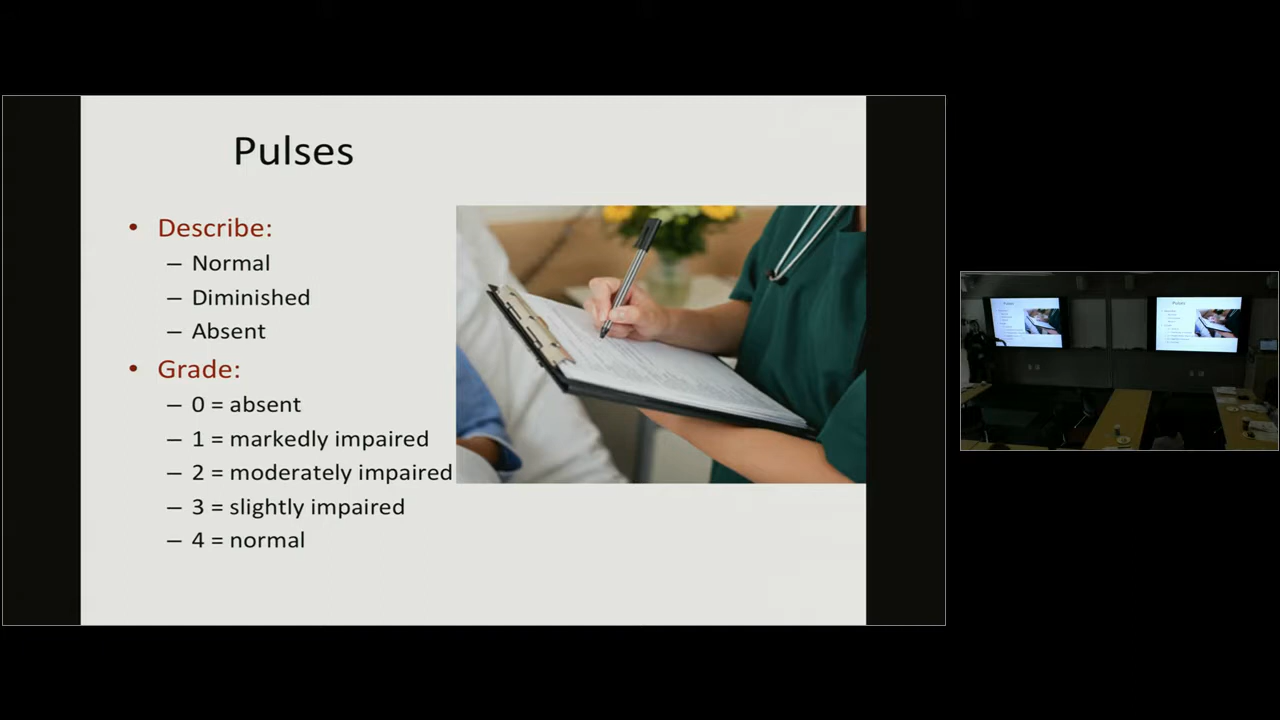 Pulses
• Describe:
– Normal
– Diminished
– Absent
• Grade:
– 0 = absent
– 1 = markedly impaired
– 2 = moderately impaired
– 3 = slightly impaired
– 4 = normal
Pulses